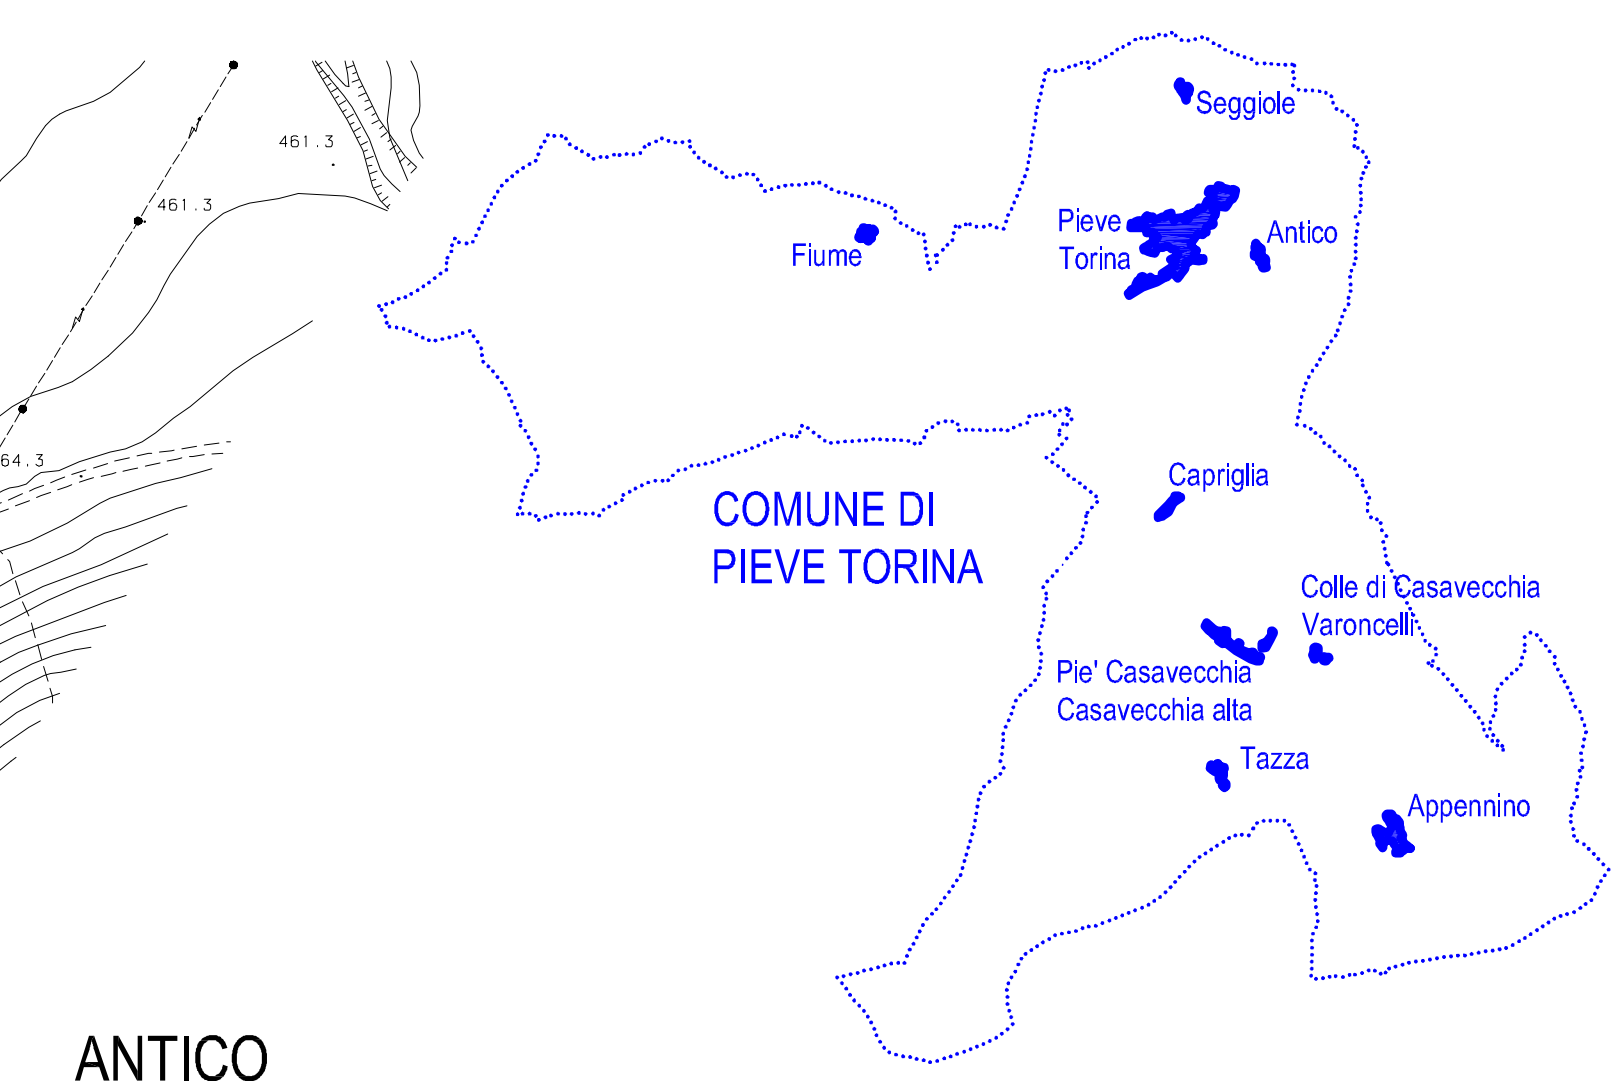 461.3
461.3
64.3
Seggiole
Pieve
Torina
Antico
Fiume
Capriglia
COMUNE DI
PIEVE TORINA
Colle di Casavecchia
Varoncelli
Pie' Casavecchia
Casavecchia alta
Tazza
Appennino
ANTICO